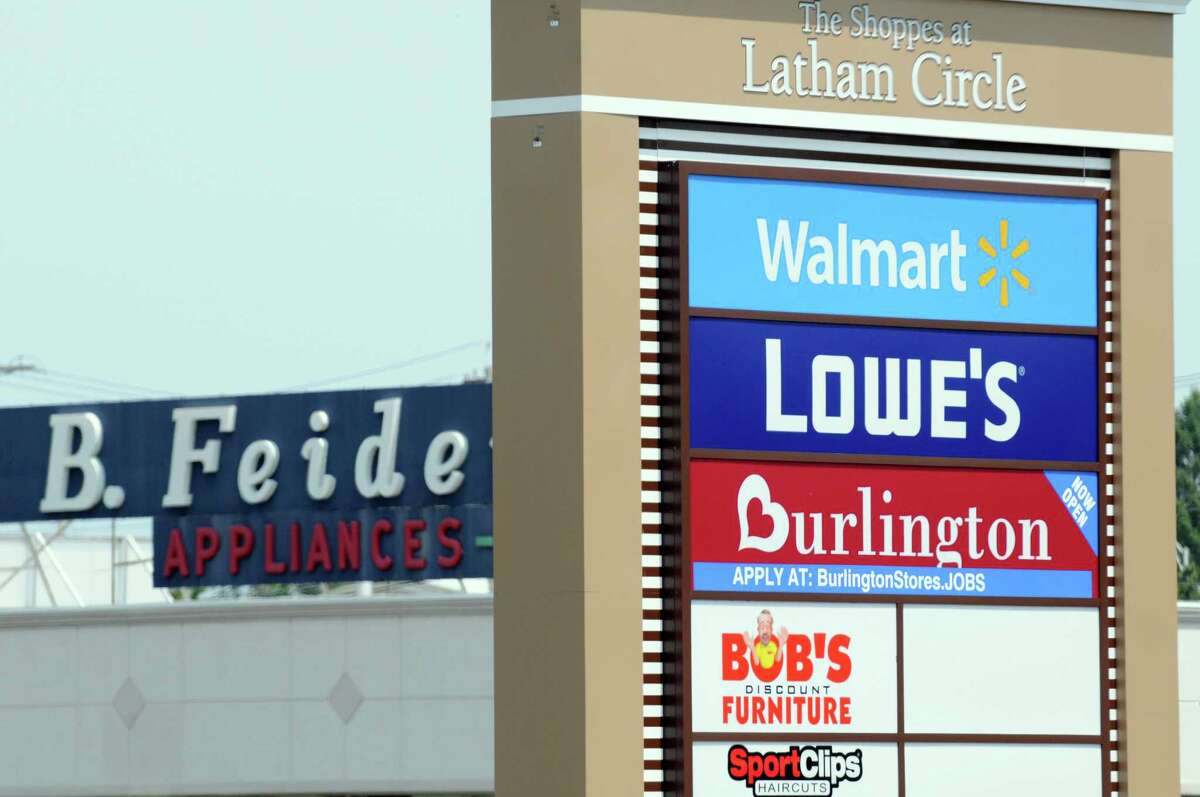 The Shoppes at
Latham Circle
Walmart
LOWE'S®
Burlington
NOW
OPEN
APPLY AT: BurlingtonStores.JOBS
BOB'S
DISCOUNT
FURNITURE
SportClips
HAIRCUTS
B. Feide
APPLIANCES